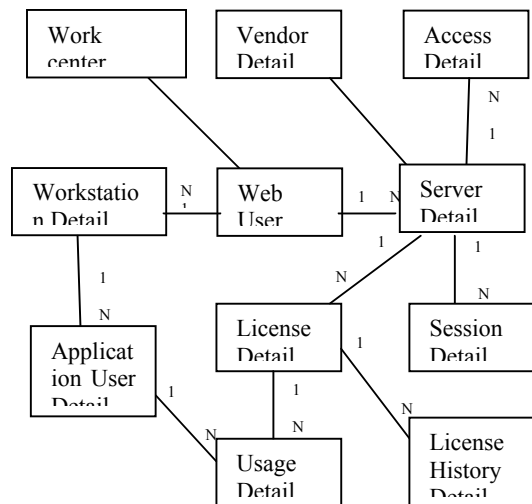 Work
center
Vendor
Detail
Access
Detail
N
1
Workstatio
n Detail
N
1
Web
User
1
N
Server
Detail
1
1
N
N
1
N
Applicat
ion User
Detail
License
Detail
1
Session
Detail
1
1
N
N
N
Usage
Detail
License
History
Detail